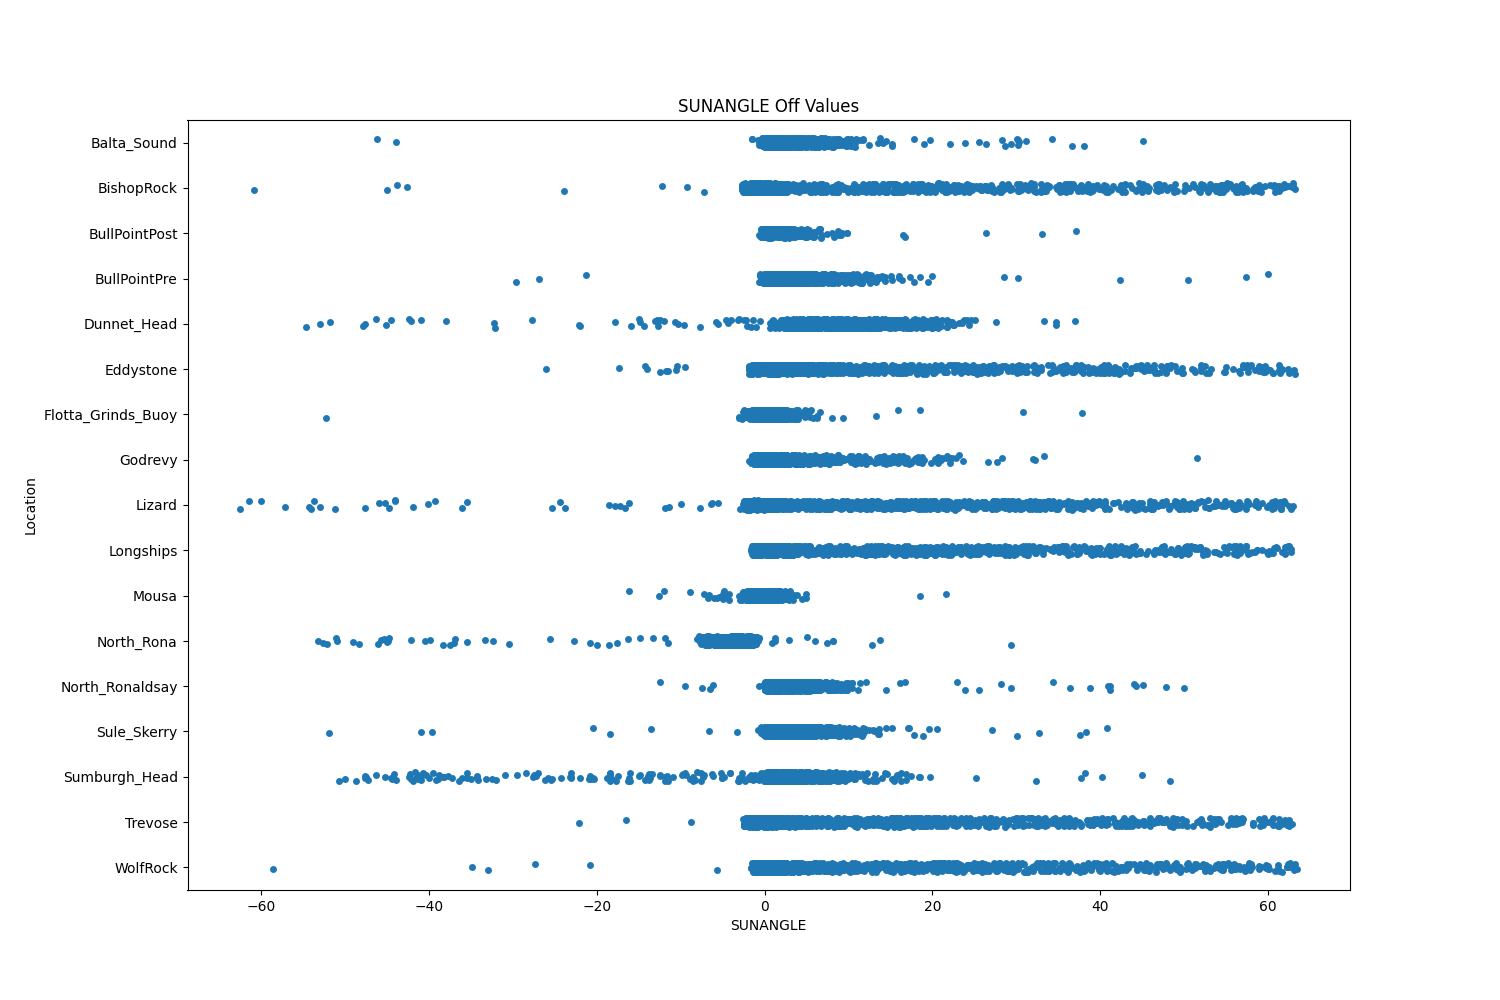 SUNANGLE Off Values
Balta_Sound
BishopRock
BullPointPost
BullPointPre
Dunnet_Head
Eddystone
Flotta_Grinds_Buoy
Godrevy
Lizard
Longships
Mousa
North_Rona
North_Ronaldsay
Sule_Skerry
Sumburgh_Head
Trevose
WolfRock
Location
−60 −40 −20 0 20 40 60
SUNANGLE